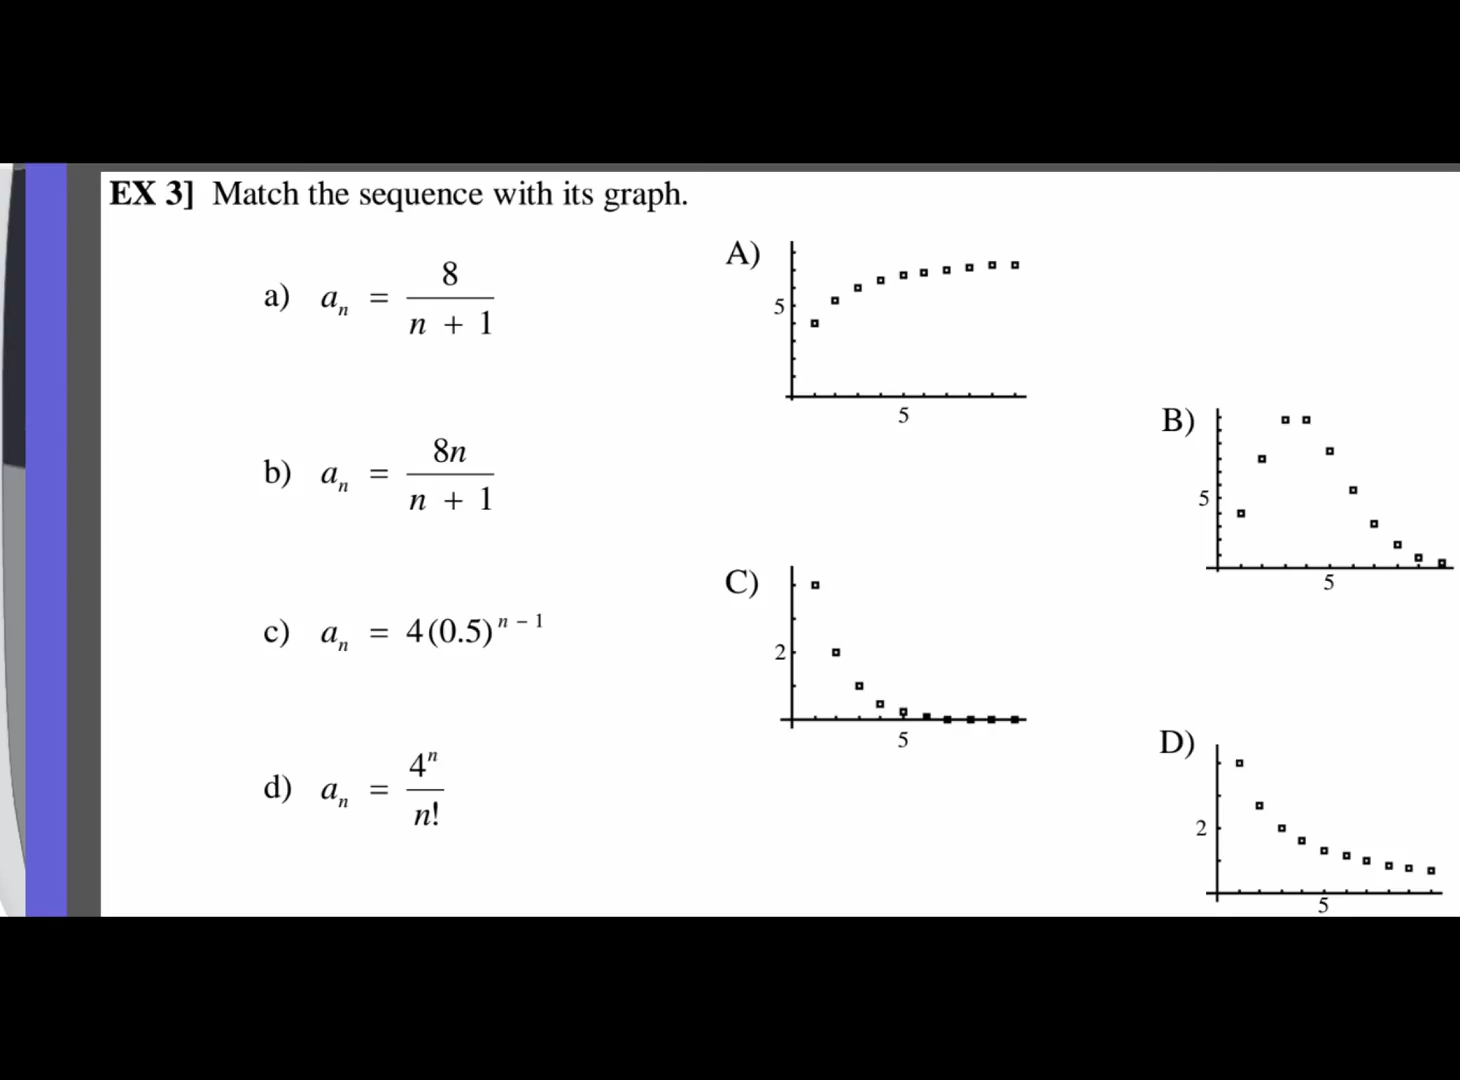 EX 3] Match the sequence with its graph.
a) aₙ = 8 / (n + 1)
b) aₙ = 8n / (n + 1)
c) aₙ = 4(0.5)ⁿ⁻¹
d) aₙ = 4ⁿ / n!
A)
5
5
B)
5
5
C)
2
5
D)
2
5